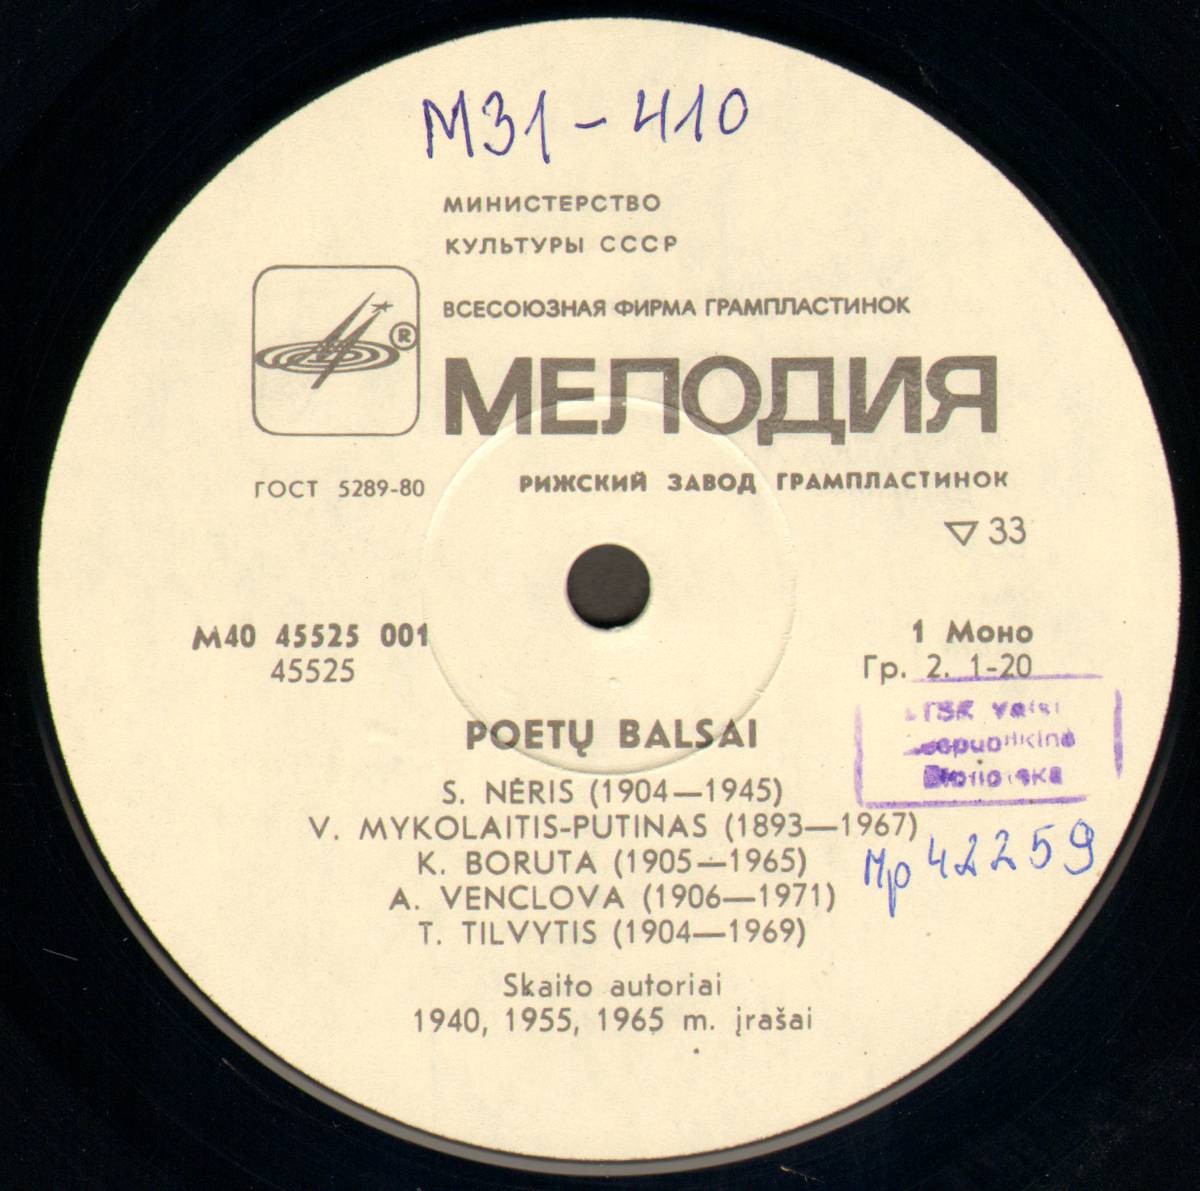 М31-410
МИНИСТЕРСТВО
КУЛЬТУРЫ СССР
ВСЕСОЮЗНАЯ ФИРМА ГРАМПЛАСТИНОК
®
МЕЛОДИЯ
ГОСТ 5289-80
РИЖСКИЙ ЗАВОД ГРАМПЛАСТИНОК
▽ 33
М40 45525 001
45525
1 Моно
Гр. 2. 1-20
POETŲ BALSAI
S. NĖRIS (1904—1945)
V. MYKOLAITIS-PUTINAS (1893—1967)
K. BORUTA (1905—1965)
A. VENCLOVA (1906—1971)
T. TILVYTIS (1904—1969)
Мр 42259
Skaito autoriai
1940, 1955, 1965 m. įrašai